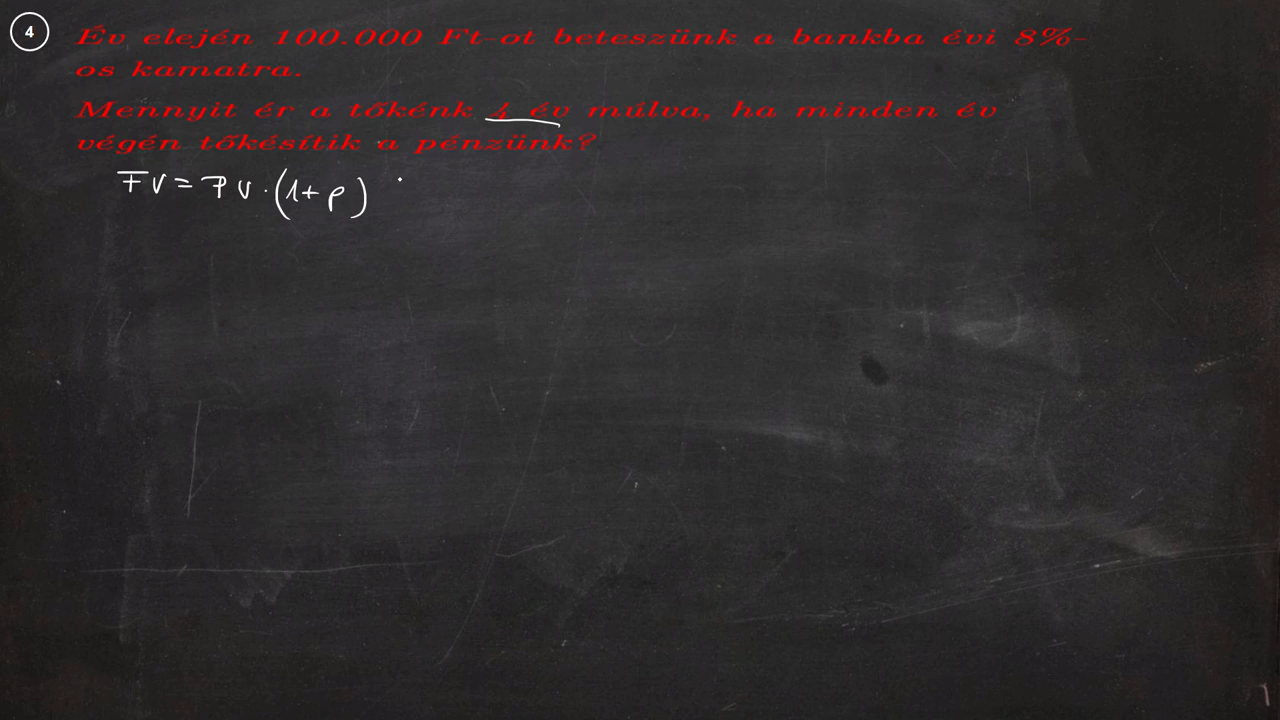 4
Év elején 100.000 Ft-ot beteszünk a bankba évi 8%-
os kamatra.
Mennyit ér a tőkénk 4 év múlva, ha minden év
végén tőkésítik a pénzünk?
FV = PV · (1 + p)